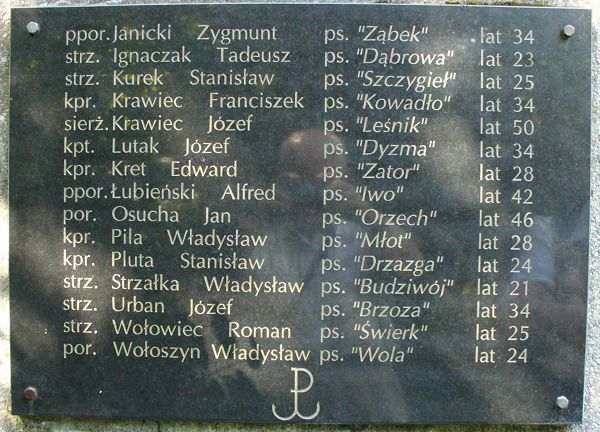 ppor. Janicki Zygmunt ps. "Ząbek" lat 34
strz. Ignaczak Tadeusz ps. "Dąbrowa" lat 23
strz. Kurek Stanisław ps. "Szczygieł" lat 25
kpr. Krawiec Franciszek ps. "Kowadło" lat 34
sierż. Krawiec Józef ps. "Leśnik" lat 50
kpt. Lutak Józef ps. "Dyzma" lat 34
kpr. Kret Edward ps. "Zator" lat 28
ppor. Łubieński Alfred ps. "Iwo" lat 42
por. Osucha Jan ps. "Orzech" lat 46
kpr. Pila Władysław ps. "Młot" lat 28
kpr. Pluta Stanisław ps. "Drzazga" lat 24
strz. Strzałka Władysław ps. "Budziwój" lat 21
strz. Urban Józef ps. "Brzoza" lat 34
strz. Wołowiec Roman ps. "Świerk" lat 25
por. Wołoszyn Władysław ps. "Wola" lat 24